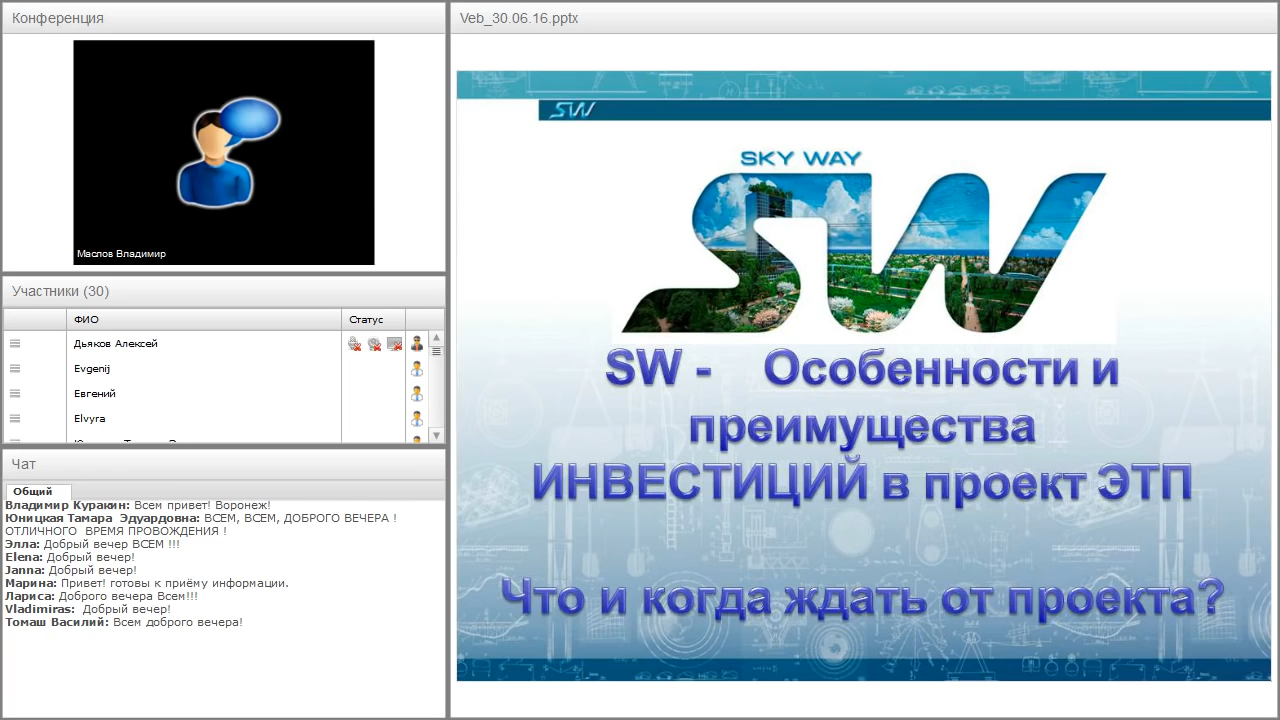 Конференция
Маслов Владимир
Участники (30)
ФИО
Статус
Дьяков Алексей
Evgenij
Евгений
Elvyra
Чат
Общий
Владимир Куракин: Всем привет! Воронеж!
Юницкая Тамара  Эдуардовна: ВСЕМ, ВСЕМ, ДОБРОГО ВЕЧЕРА !
ОТЛИЧНОГО  ВРЕМЯ ПРОВОЖДЕНИЯ !
Элла: Добрый вечер ВСЕМ !!!
Elena: Добрый вечер!
Janna: Добрый вечер!
Марина: Привет! готовы к приёму информации.
Лариса: Доброго вечера Всем!!!
Vladimiras:  Добрый вечер!
Томаш Василий: Всем доброго вечера!
Veb_30.06.16.pptx
SW
SKY WAY
SW
SW -    Особенности и
преимущества
ИНВЕСТИЦИЙ в проект ЭТП
Что и когда ждать от проекта?